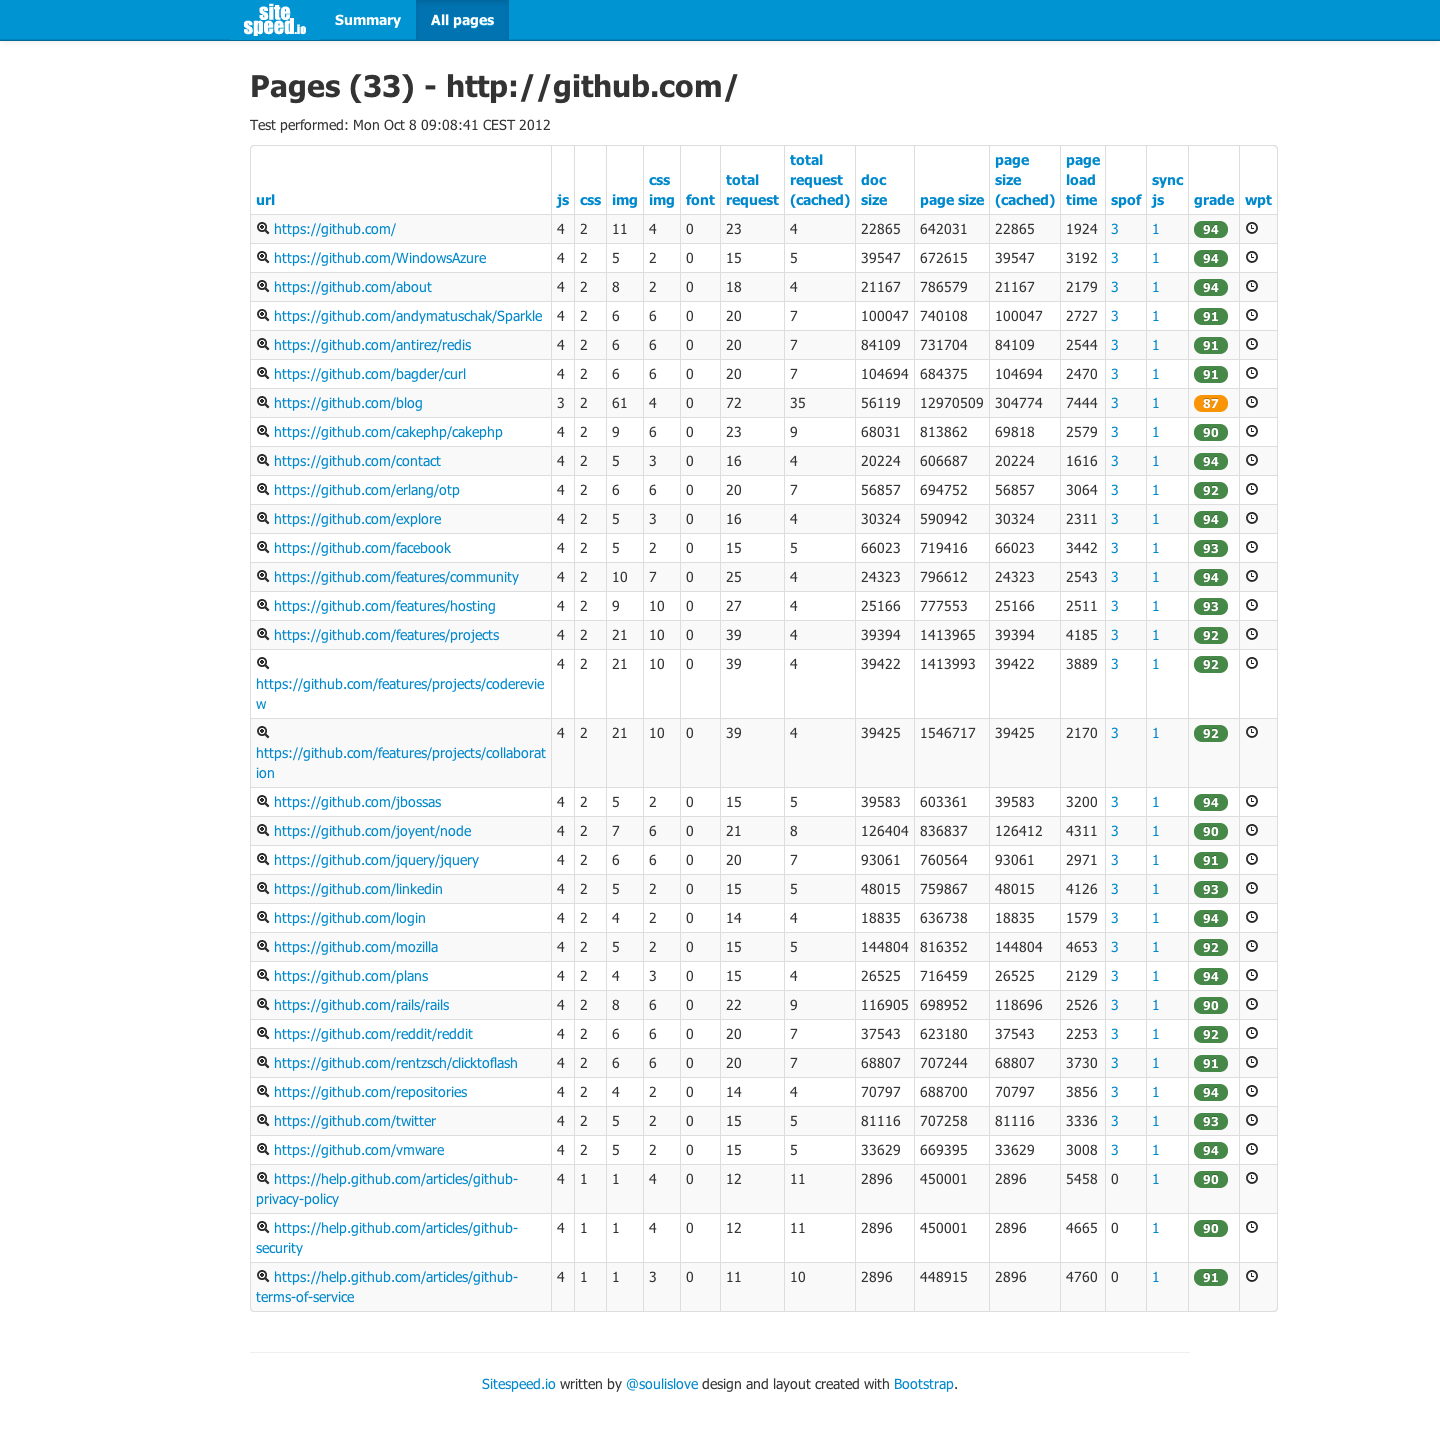 site
speed.io
Summary
All pages
Pages (33) - http://github.com/
Test performed: Mon Oct 8 09:08:41 CEST 2012
url js css img css img font total request total request (cached) doc size page size page size (cached) page load time spof sync js grade wpt
https://github.com/ 4 2 11 4 0 23 4 22865 642031 22865 1924 3 1 94
https://github.com/WindowsAzure 4 2 5 2 0 15 5 39547 672615 39547 3192 3 1 94
https://github.com/about 4 2 8 2 0 18 4 21167 786579 21167 2179 3 1 94
https://github.com/andymatuschak/Sparkle 4 2 6 6 0 20 7 100047 740108 100047 2727 3 1 91
https://github.com/antirez/redis 4 2 6 6 0 20 7 84109 731704 84109 2544 3 1 91
https://github.com/bagder/curl 4 2 6 6 0 20 7 104694 684375 104694 2470 3 1 91
https://github.com/blog 3 2 61 4 0 72 35 56119 12970509 304774 7444 3 1 87
https://github.com/cakephp/cakephp 4 2 9 6 0 23 9 68031 813862 69818 2579 3 1 90
https://github.com/contact 4 2 5 3 0 16 4 20224 606687 20224 1616 3 1 94
https://github.com/erlang/otp 4 2 6 6 0 20 7 56857 694752 56857 3064 3 1 92
https://github.com/explore 4 2 5 3 0 16 4 30324 590942 30324 2311 3 1 94
https://github.com/facebook 4 2 5 2 0 15 5 66023 719416 66023 3442 3 1 93
https://github.com/features/community 4 2 10 7 0 25 4 24323 796612 24323 2543 3 1 94
https://github.com/features/hosting 4 2 9 10 0 27 4 25166 777553 25166 2511 3 1 93
https://github.com/features/projects 4 2 21 10 0 39 4 39394 1413965 39394 4185 3 1 92
https://github.com/features/projects/codereview 4 2 21 10 0 39 4 39422 1413993 39422 3889 3 1 92
https://github.com/features/projects/collaboration 4 2 21 10 0 39 4 39425 1546717 39425 2170 3 1 92
https://github.com/jbossas 4 2 5 2 0 15 5 39583 603361 39583 3200 3 1 94
https://github.com/joyent/node 4 2 7 6 0 21 8 126404 836837 126412 4311 3 1 90
https://github.com/jquery/jquery 4 2 6 6 0 20 7 93061 760564 93061 2971 3 1 91
https://github.com/linkedin 4 2 5 2 0 15 5 48015 759867 48015 4126 3 1 93
https://github.com/login 4 2 4 2 0 14 4 18835 636738 18835 1579 3 1 94
https://github.com/mozilla 4 2 5 2 0 15 5 144804 816352 144804 4653 3 1 92
https://github.com/plans 4 2 4 3 0 15 4 26525 716459 26525 2129 3 1 94
https://github.com/rails/rails 4 2 8 6 0 22 9 116905 698952 118696 2526 3 1 90
https://github.com/reddit/reddit 4 2 6 6 0 20 7 37543 623180 37543 2253 3 1 92
https://github.com/rentzsch/clicktoflash 4 2 6 6 0 20 7 68807 707244 68807 3730 3 1 91
https://github.com/repositories 4 2 4 2 0 14 4 70797 688700 70797 3856 3 1 94
https://github.com/twitter 4 2 5 2 0 15 5 81116 707258 81116 3336 3 1 93
https://github.com/vmware 4 2 5 2 0 15 5 33629 669395 33629 3008 3 1 94
https://help.github.com/articles/github-privacy-policy 4 1 1 4 0 12 11 2896 450001 2896 5458 0 1 90
https://help.github.com/articles/github-security 4 1 1 4 0 12 11 2896 450001 2896 4665 0 1 90
https://help.github.com/articles/github-terms-of-service 4 1 1 3 0 11 10 2896 448915 2896 4760 0 1 91
Sitespeed.io written by @soulislove design and layout created with Bootstrap.